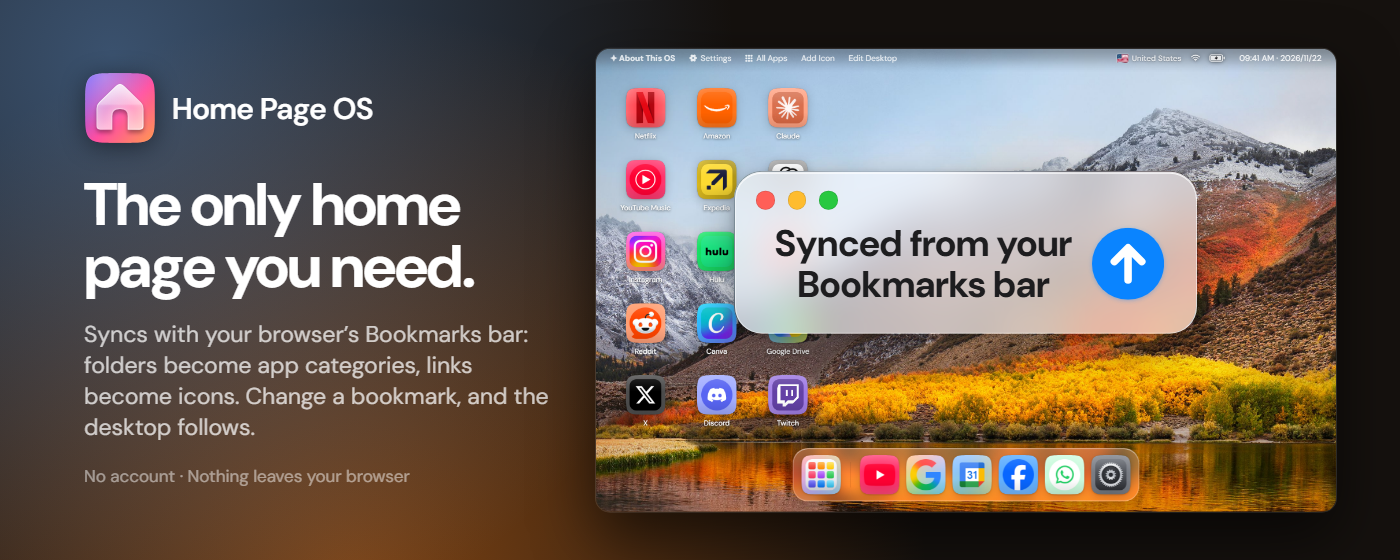 Home Page OS
The only home
page you need.
Syncs with your browser’s Bookmarks bar:
folders become app categories, links
become icons. Change a bookmark, and the
desktop follows.
No account · Nothing leaves your browser
+ About This OS Settings All Apps Add Icon Edit Desktop United States 09:41 AM · 2026/11/22
Netflix Amazon Claude
YouTube Music Expedia
Synced from your
Bookmarks bar
hulu
Instagram Hulu
Reddit Canva Google Drive
X Discord Twitch
31